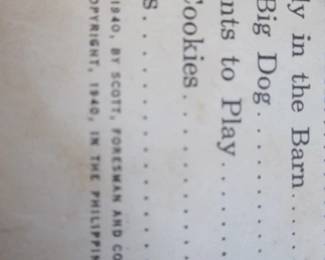 ly in the Barn.....
Big Dog..........
nts to Play.......
Cookies............
s..................
1940, BY SCOTT, FORESMAN AND CO
OPYRIGHT, 1940, IN THE PHILIPPIN